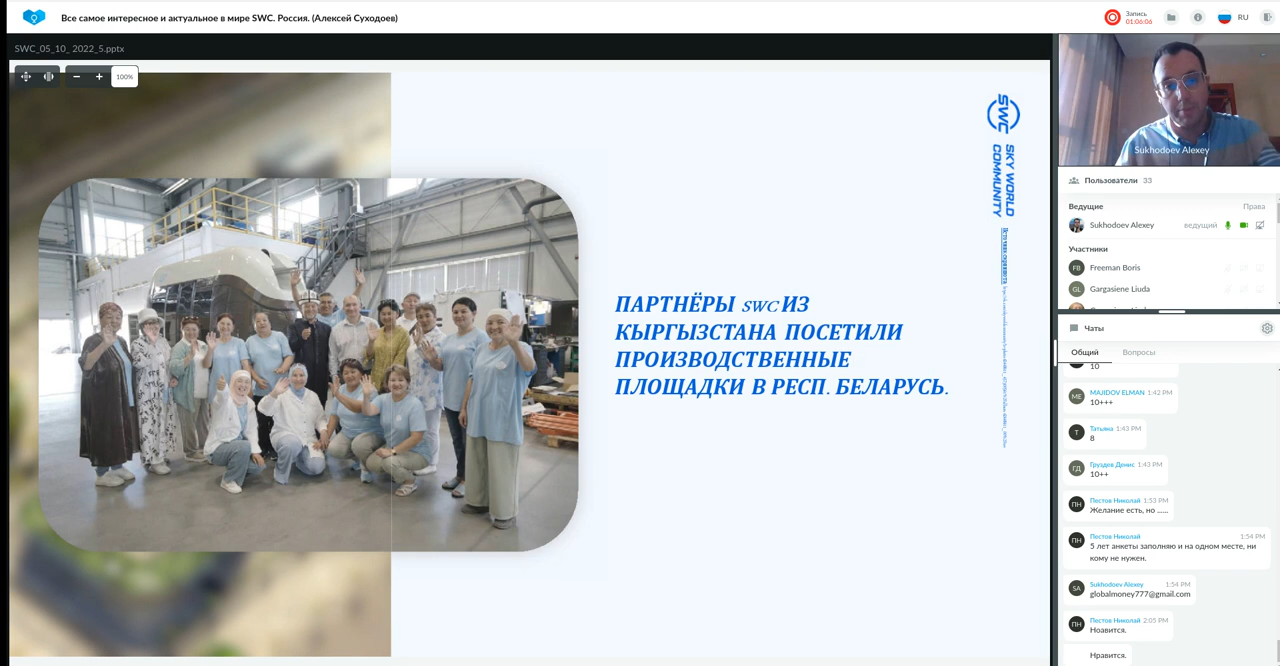 Все самое интересное и актуальное в мире SWC. Россия. (Алексей Суходоев)
Запись
01:06:06
RU
SWC_05_10_ 2022_5.pptx
100%
SWC
SKY WORLD
COMMUNITY
ПАРТНЁРЫ SWC ИЗ
КЫРГЫЗСТАНА ПОСЕТИЛИ
ПРОИЗВОДСТВЕННЫЕ
ПЛОЩАДКИ В РЕСП. БЕЛАРУСЬ.
Sukhodoev Alexey
Пользователи 33
Ведущие Права
Sukhodoev Alexey ведущий
Участники
FB Freeman Boris
GL Gargasiene Liuda
Чаты
Общий Вопросы
10
ME MAJIDOV ELMAN 1:42 PM
10+++
Т Татьяна 1:43 PM
8
ГД Груздев Денис 1:43 PM
10++
ПН Пестов Николай 1:53 PM
Желание есть, но ......
ПН Пестов Николай 1:54 PM
5 лет анкеты заполняю и на одном месте, ни
кому не нужен.
SA Sukhodoev Alexey 1:54 PM
globalmoney777@gmail.com
ПН Пестов Николай 2:05 PM
Ноавится.
Нравится.